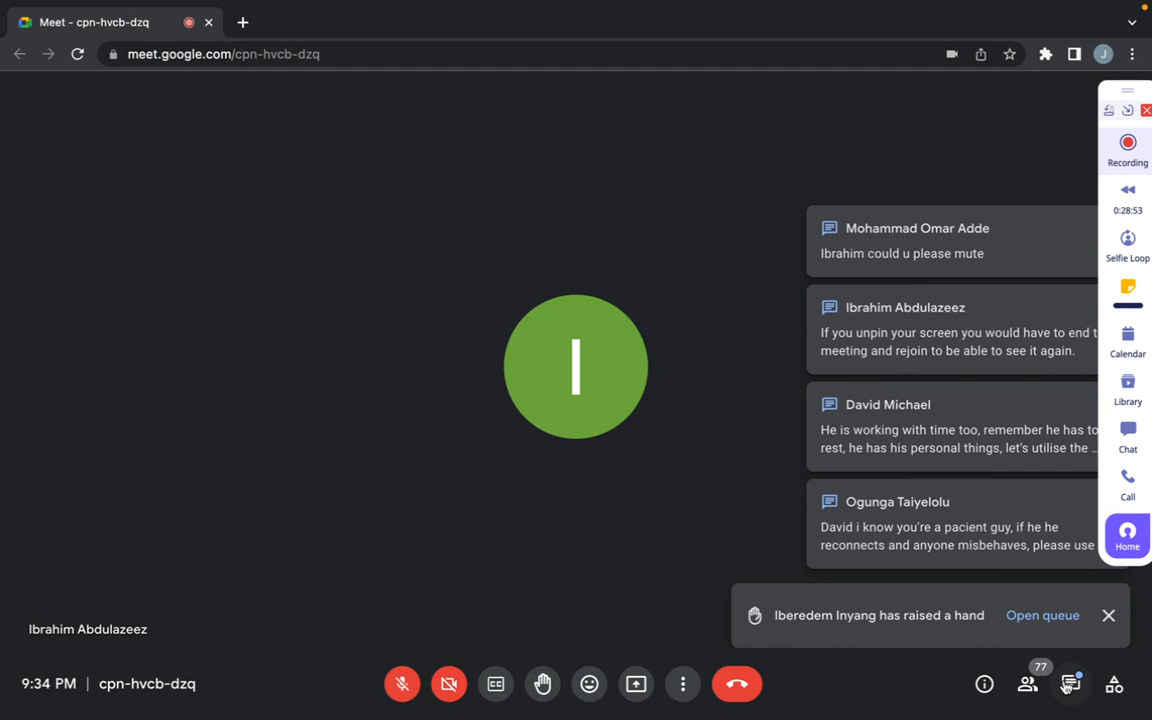 Meet - cpn-hvcb-dzq
meet.google.com/cpn-hvcb-dzq
J
Recording
0:28:53
Selfie Loop
Calendar
Library
Chat
Call
Home
Mohammad Omar Adde
Ibrahim could u please mute
Ibrahim Abdulazeez
If you unpin your screen you would have to end t
meeting and rejoin to be able to see it again.
David Michael
He is working with time too, remember he has to
rest, he has his personal things, let's utilise the ...
Ogunga Taiyelolu
David i know you're a pacient guy, if he he
reconnects and anyone misbehaves, please use
I
Iberedem Inyang has raised a hand
Open queue
Ibrahim Abdulazeez
9:34 PM | cpn-hvcb-dzq
CC
77